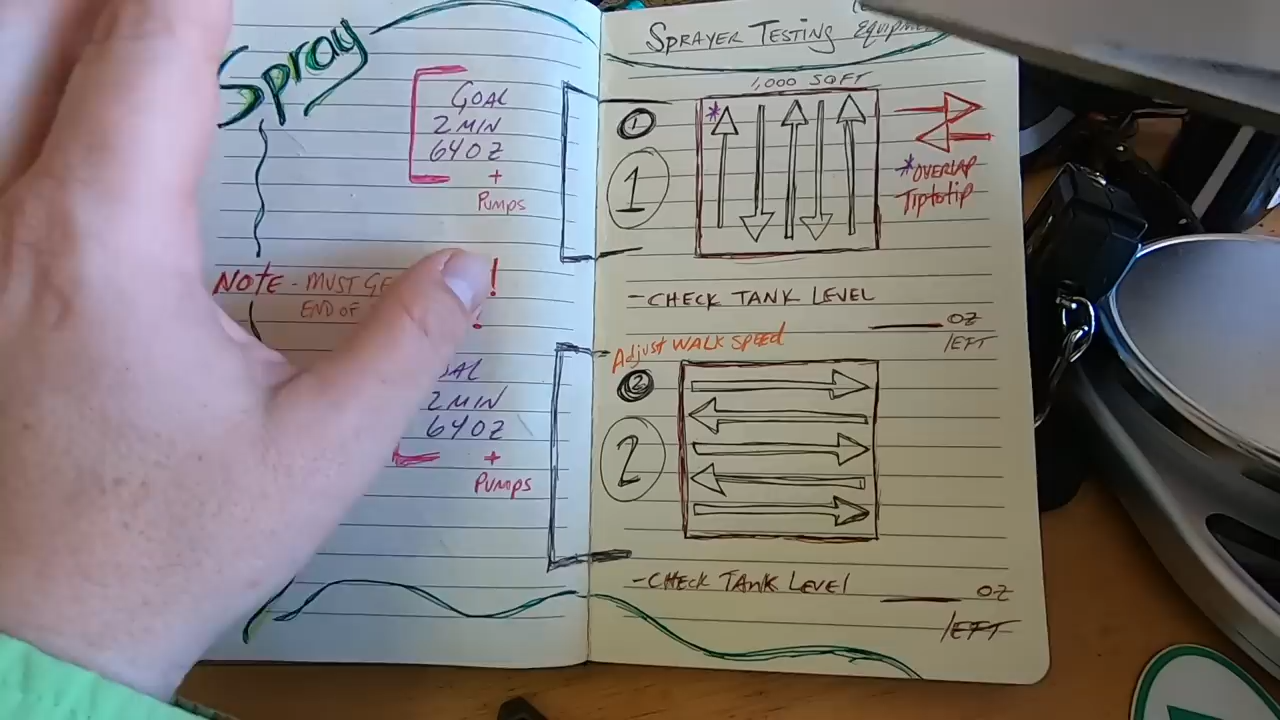 Spray
GOAL
2 MIN
64 OZ
+
Pumps
NOTE - MUST GE
END OF
!
2 MIN
64 OZ
+
PUMPS
SPRAYER TESTING
1,000 SQFT
1
1
*
*OVERLAP
Tip to tip
- CHECK TANK LEVEL
OZ
LEFT
Adjust WALK SPEED
2
2
- CHECK TANK LEVEL
OZ
LEFT